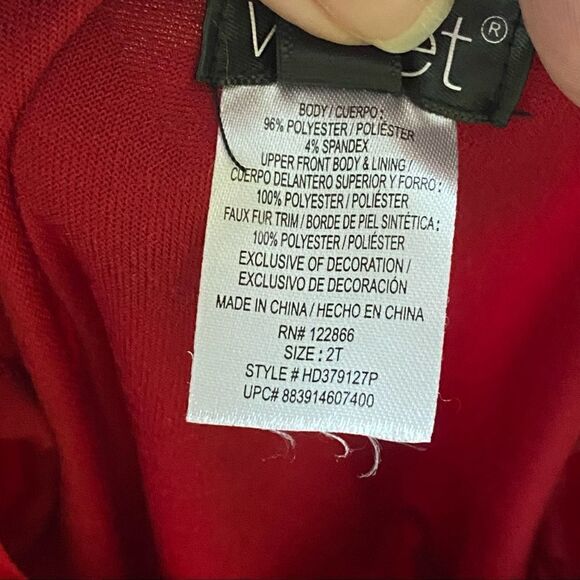 BODY / CUERPO :
96% POLYESTER / POLIÉSTER
4% SPANDEX
UPPER FRONT BODY & LINING /
CUERPO DELANTERO SUPERIOR Y FORRO :
100% POLYESTER / POLIÉSTER
FAUX FUR TRIM / BORDE DE PIEL SINTÉTICA :
100% POLYESTER / POLIÉSTER
EXCLUSIVE OF DECORATION /
EXCLUSIVO DE DECORACIÓN
MADE IN CHINA / HECHO EN CHINA
RN# 122866
SIZE : 2T
STYLE # HD379127P
UPC# 883914607400